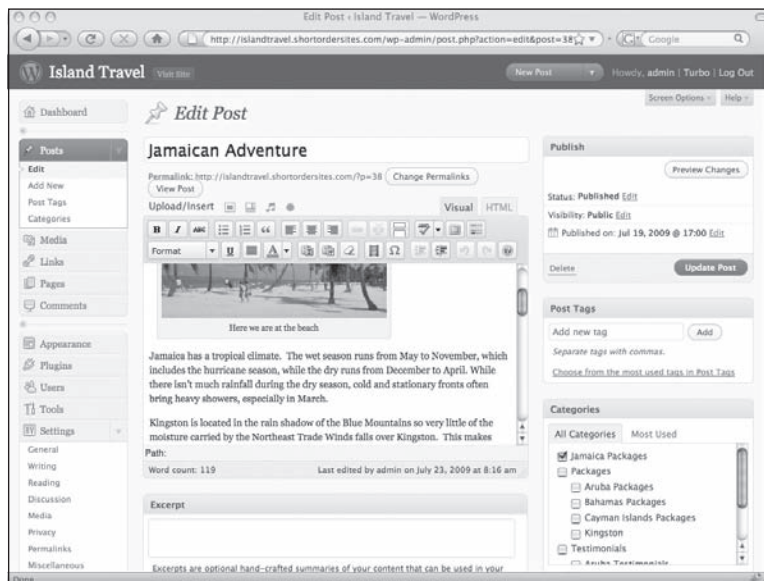 Edit Post ‹ Island Travel — WordPress
http://islandtravel.shortordersites.com/wp-admin/post.php?action=edit&post=38
Google
Island Travel
Visit Site
New Post
Howdy, admin | Turbo | Log Out
Screen Options
Help
Dashboard
Posts
Edit
Add New
Post Tags
Categories
Media
Links
Pages
Comments
Appearance
Plugins
Users
Tools
Settings
General
Writing
Reading
Discussion
Media
Privacy
Permalinks
Miscellaneous
Edit Post
Jamaican Adventure
Permalink: http://islandtravel.shortordersites.com/?p=38 Change Permalinks
View Post
Upload/Insert
Visual HTML
B I ABC
Format U A Ω
Here we are at the beach
Jamaica has a tropical climate. The wet season runs from May to November, which
includes the hurricane season, while the dry runs from December to April. While
there isn't much rainfall during the dry season, cold and stationary fronts often
bring heavy showers, especially in March.
Kingston is located in the rain shadow of the Blue Mountains so very little of the
moisture carried by the Northeast Trade Winds falls over Kingston. This makes
Path:
Word count: 119
Last edited by admin on July 23, 2009 at 8:16 am
Excerpt
Excerpts are optional hand-crafted summaries of your content that can be used in your
Publish
Preview Changes
Status: Published Edit
Visibility: Public Edit
Published on: Jul 19, 2009 @ 17:00 Edit
Delete
Update Post
Post Tags
Add new tag
Add
Separate tags with commas.
Choose from the most used tags in Post Tags
Categories
All Categories Most Used
Jamaica Packages
Packages
Aruba Packages
Bahamas Packages
Cayman Islands Packages
Kingston
Testimonials
Aruba Testimonials
Done